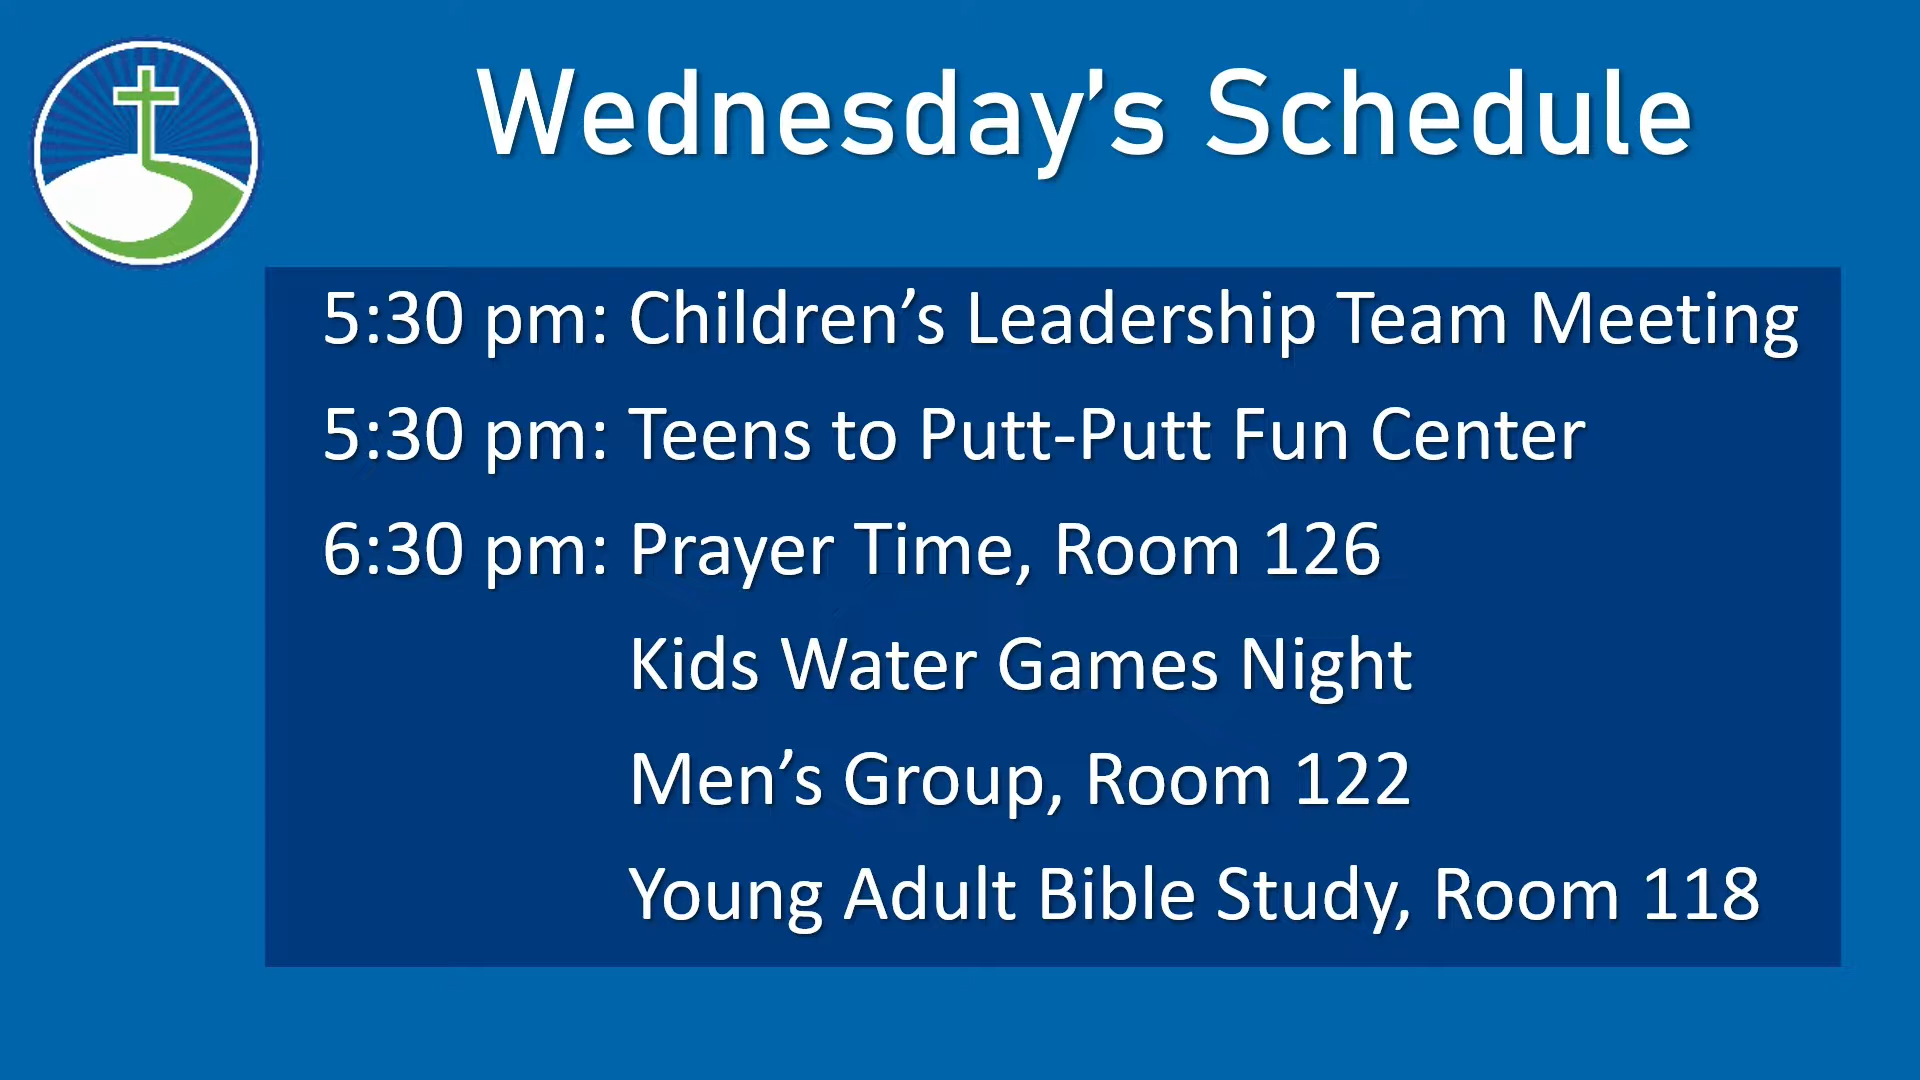 Wednesday's Schedule
5:30 pm: Children’s Leadership Team Meeting
5:30 pm: Teens to Putt-Putt Fun Center
6:30 pm: Prayer Time, Room 126
Kids Water Games Night
Men’s Group, Room 122
Young Adult Bible Study, Room 118